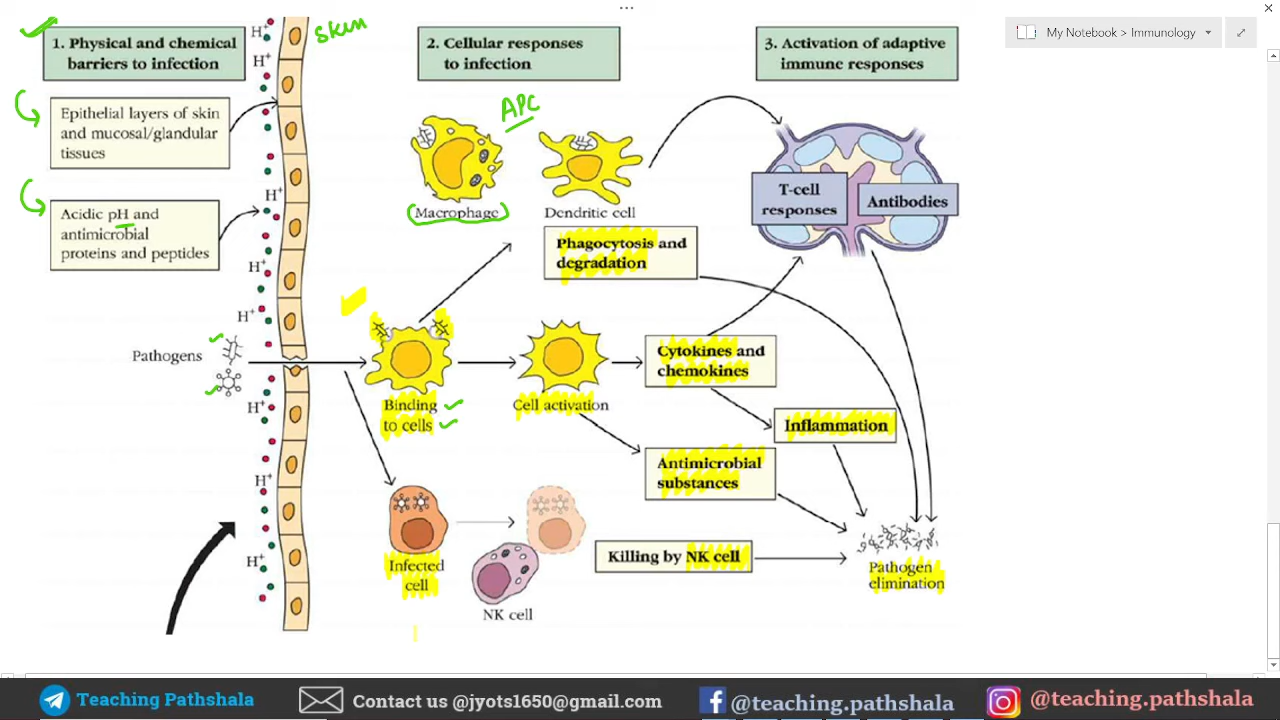 My Notebook > Immunology
skin
1. Physical and chemical
barriers to infection
2. Cellular responses
to infection
3. Activation of adaptive
immune responses
Epithelial layers of skin
and mucosal/glandular
tissues
Acidic pH and
antimicrobial
proteins and peptides
H+
H+
H+
H+
H+
H+
H+
H+
Pathogens
APC
Macrophage
Dendritic cell
Phagocytosis and
degradation
T-cell
responses
Antibodies
Binding
to cells
Cell activation
Cytokines and
chemokines
Inflammation
Antimicrobial
substances
Infected
cell
NK cell
Killing by NK cell
Pathogen
elimination
Teaching Pathshala
Contact us @jyots1650@gmail.com
@teaching.pathshala
@teaching.pathshala